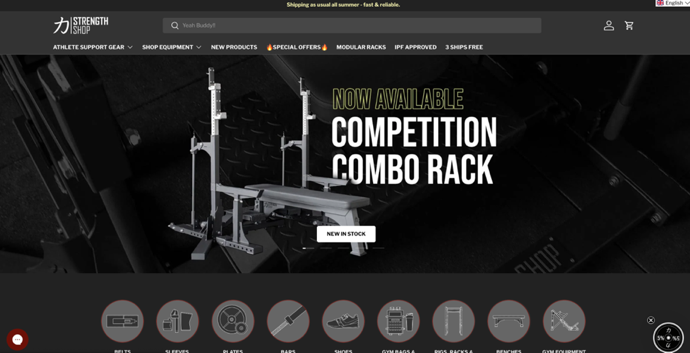 Shipping as usual all summer - fast & reliable.
English
力 STRENGTH
SHOP
Yeah Buddy!!
ATHLETE SUPPORT GEAR
SHOP EQUIPMENT
NEW PRODUCTS
🔥SPECIAL OFFERS🔥
MODULAR RACKS
IPF APPROVED
3 SHIPS FREE
NOW AVAILABLE
COMPETITION
COMBO RACK
NEW IN STOCK
SHOP
BELTS
SLEEVES
PLATES
BARS
SHOES
GYM BAGS &
RIGS, RACKS &
BENCHES
GYM EQUIPMENT